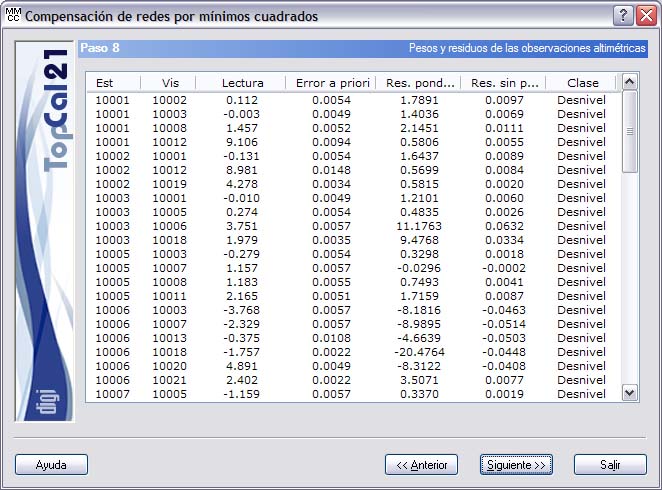 MM CC Compensación de redes por mínimos cuadrados
Paso 8 Pesos y residuos de las observaciones altimétricas
TopCal21
digi
Est Vis Lectura Error a priori Res. pond... Res. sin p... Clase
10001 10002 0.112 0.0054 1.7891 0.0097 Desnivel
10001 10003 -0.003 0.0049 1.4036 0.0069 Desnivel
10001 10008 1.457 0.0052 2.1451 0.0111 Desnivel
10001 10012 9.106 0.0094 0.5806 0.0055 Desnivel
10002 10001 -0.131 0.0054 1.6437 0.0089 Desnivel
10002 10012 8.981 0.0148 0.5699 0.0084 Desnivel
10002 10019 4.278 0.0034 0.5815 0.0020 Desnivel
10003 10001 -0.010 0.0049 1.2101 0.0060 Desnivel
10003 10005 0.274 0.0054 0.4835 0.0026 Desnivel
10003 10006 3.751 0.0057 11.1763 0.0632 Desnivel
10003 10018 1.979 0.0035 9.4768 0.0334 Desnivel
10005 10003 -0.279 0.0054 0.3298 0.0018 Desnivel
10005 10007 1.157 0.0057 -0.0296 -0.0002 Desnivel
10005 10008 1.183 0.0055 0.7493 0.0041 Desnivel
10005 10011 2.165 0.0051 1.7159 0.0087 Desnivel
10006 10003 -3.768 0.0057 -8.1816 -0.0463 Desnivel
10006 10007 -2.329 0.0057 -8.9895 -0.0514 Desnivel
10006 10013 -0.375 0.0108 -4.6639 -0.0503 Desnivel
10006 10018 -1.757 0.0022 -20.4764 -0.0448 Desnivel
10006 10020 4.891 0.0049 -8.3122 -0.0408 Desnivel
10006 10021 2.402 0.0022 3.5071 0.0077 Desnivel
10007 10005 -1.159 0.0057 0.3370 0.0019 Desnivel
Ayuda << Anterior Siguiente >> Salir